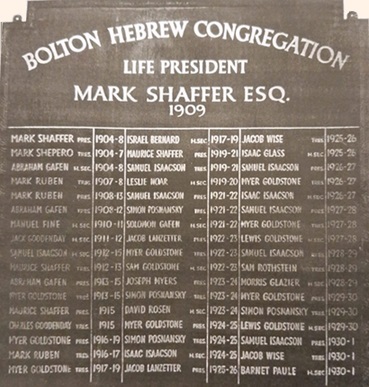 BOLTON HEBREW CONGREGATION
LIFE PRESIDENT
MARK SHAFFER ESQ.
1909
MARK SHAFFER PRES. 1904-8 ISRAEL BERNARD H.SEC. 1917-19 JACOB WISE TRES. 1925-26
MARK SHEPERO TRES. 1904-7 MAURICE SHAFFER PRES. 1919-21 ISAAC GLASS H.SEC. 1925-26
ABRAHAM GAFEN H.SEC. 1904-8 SAMUEL ISAACSON TRES. 1919-21 SAMUEL ISAACSON PRES. 1926-27
MARK RUBEN TRES. 1907-8 LESLIE HOAR H.SEC. 1919-20 MYER GOLDSTONE TRES. 1926-27
MARK RUBEN PRES. 1908-13 SAMUEL ISAACSON PRES. 1921-22 ISAAC ISAACSON H.SEC. 1926-27
ABRAHAM GAFEN TRES. 1908-12 SIMON POSNANSKY TRES. 1921-22 SAMUEL ISAACSON PRES. 1927-28
MANUEL FINE H.SEC. 1910-11 SOLOMON GAFEN H.SEC. 1921-22 MYER GOLDSTONE TRES. 1927-28
JACK GOODENDAY H.SEC. 1911-12 JACOB LANZETTER PRES. 1922-23 LEWIS GOLDSTONE H.SEC. 1927-28
SAMUEL ISAACSON H.SEC. 1912-15 MYER GOLDSTONE TRES. 1922-23 SAMUEL ISAACSON PRES. 1928-29
MAURICE SHAFFER TRES. 1912-13 SAM GOLDSTONE H.SEC. 1922-23 SAM ROTHSTEIN TRES. 1928-29
ABRAHAM GAFEN PRES. 1913-15 JOSEPH MYERS PRES. 1923-24 MORRIS GLAZIER H.SEC. 1928-29
MYER GOLDSTONE TRES. 1913-15 SIMON POSNANSKY TRES. 1923-24 MYER GOLDSTONE PRES. 1929-30
MAURICE SHAFFER PRES. 1915 DAVID ROSEN H.SEC. 1923-24 SIMON POSNANSKY TRES. 1929-30
CHARLES GOODENDAY TRES. 1915 MYER GOLDSTONE PRES. 1924-25 LEWIS GOLDSTONE H.SEC. 1929-30
MYER GOLDSTONE PRES. 1916-19 SIMON POSNANSKY TRES. 1924-25 SAMUEL ISAACSON PRES. 1930-1
MARK RUBEN TRES. 1916-17 ISAAC ISAACSON H.SEC. 1924-25 JACOB WISE TRES. 1930-1
MYER GOLDSTONE TRES. 1917-19 JACOB LANZETTER PRES. 1925-26 BARNET PAULE H.SEC. 1930-1